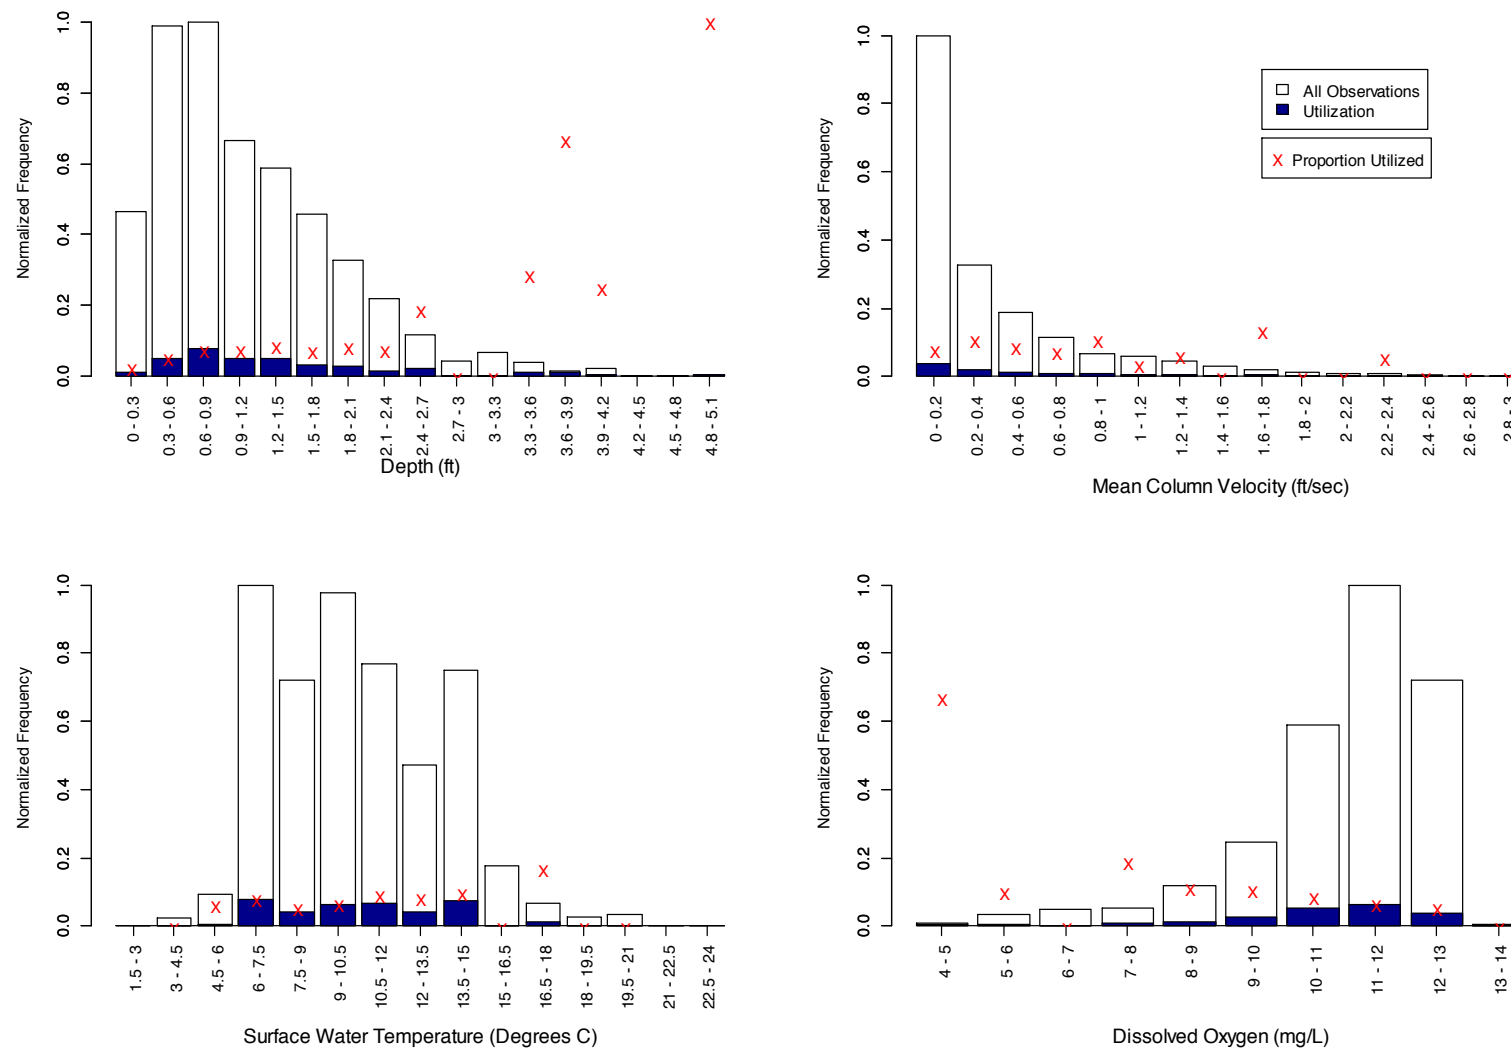 Normalized Frequency
1.0
0.8
0.6
0.4
0.2
0.0
0 - 0.3
0.3 - 0.6
0.6 - 0.9
0.9 - 1.2
1.2 - 1.5
1.5 - 1.8
1.8 - 2.1
2.1 - 2.4
2.4 - 2.7
2.7 - 3
3 - 3.3
3.3 - 3.6
3.6 - 3.9
3.9 - 4.2
4.2 - 4.5
4.5 - 4.8
4.8 - 5.1
Depth (ft)
Normalized Frequency
1.0
0.8
0.6
0.4
0.2
0.0
All Observations
Utilization
X Proportion Utilized
0 - 0.2
0.2 - 0.4
0.4 - 0.6
0.6 - 0.8
0.8 - 1
1 - 1.2
1.2 - 1.4
1.4 - 1.6
1.6 - 1.8
1.8 - 2
2 - 2.2
2.2 - 2.4
2.4 - 2.6
2.6 - 2.8
2.8 - 3
Mean Column Velocity (ft/sec)
Normalized Frequency
1.0
0.8
0.6
0.4
0.2
0.0
1.5 - 3
3 - 4.5
4.5 - 6
6 - 7.5
7.5 - 9
9 - 10.5
10.5 - 12
12 - 13.5
13.5 - 15
15 - 16.5
16.5 - 18
18 - 19.5
19.5 - 21
21 - 22.5
22.5 - 24
Surface Water Temperature (Degrees C)
Normalized Frequency
1.0
0.8
0.6
0.4
0.2
0.0
4 - 5
5 - 6
6 - 7
7 - 8
8 - 9
9 - 10
10 - 11
11 - 12
12 - 13
13 - 14
Dissolved Oxygen (mg/L)